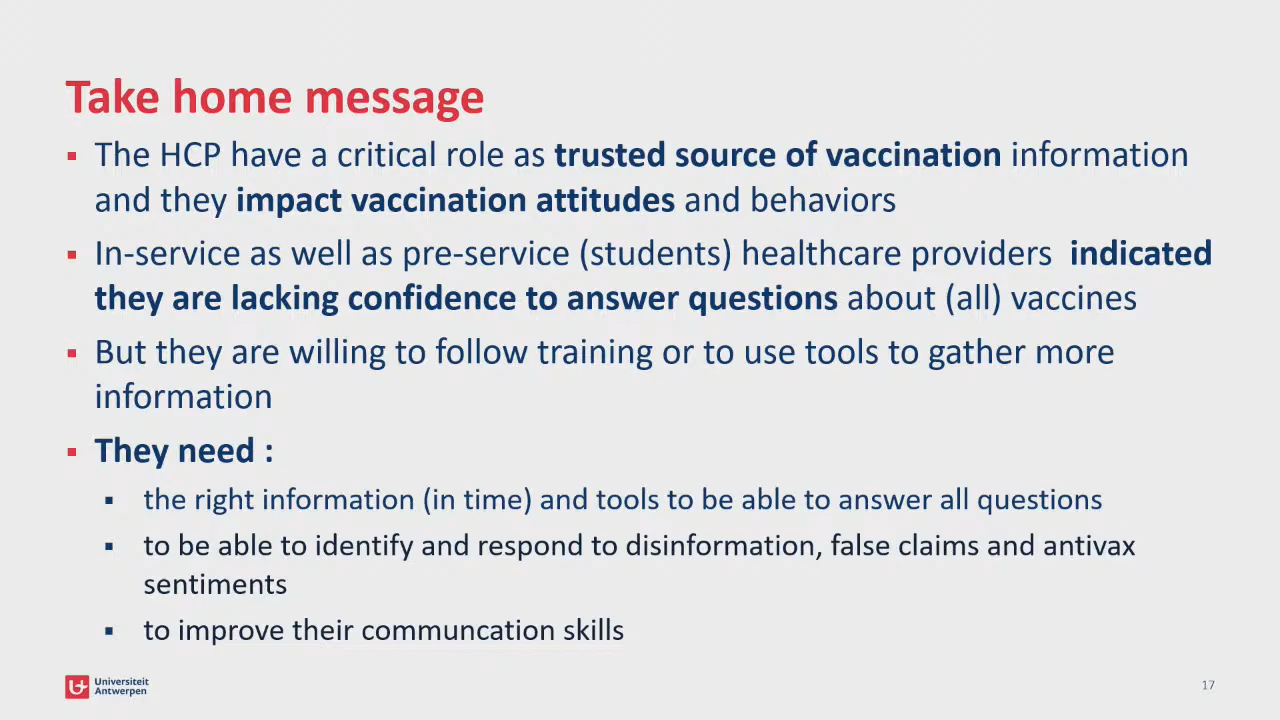 Take home message
▪ The HCP have a critical role as trusted source of vaccination information
and they impact vaccination attitudes and behaviors
▪ In-service as well as pre-service (students) healthcare providers  indicated
they are lacking confidence to answer questions about (all) vaccines
▪ But they are willing to follow training or to use tools to gather more
information
▪ They need :
▪ the right information (in time) and tools to be able to answer all questions
▪ to be able to identify and respond to disinformation, false claims and antivax
sentiments
▪ to improve their communcation skills
Universiteit
Antwerpen
17